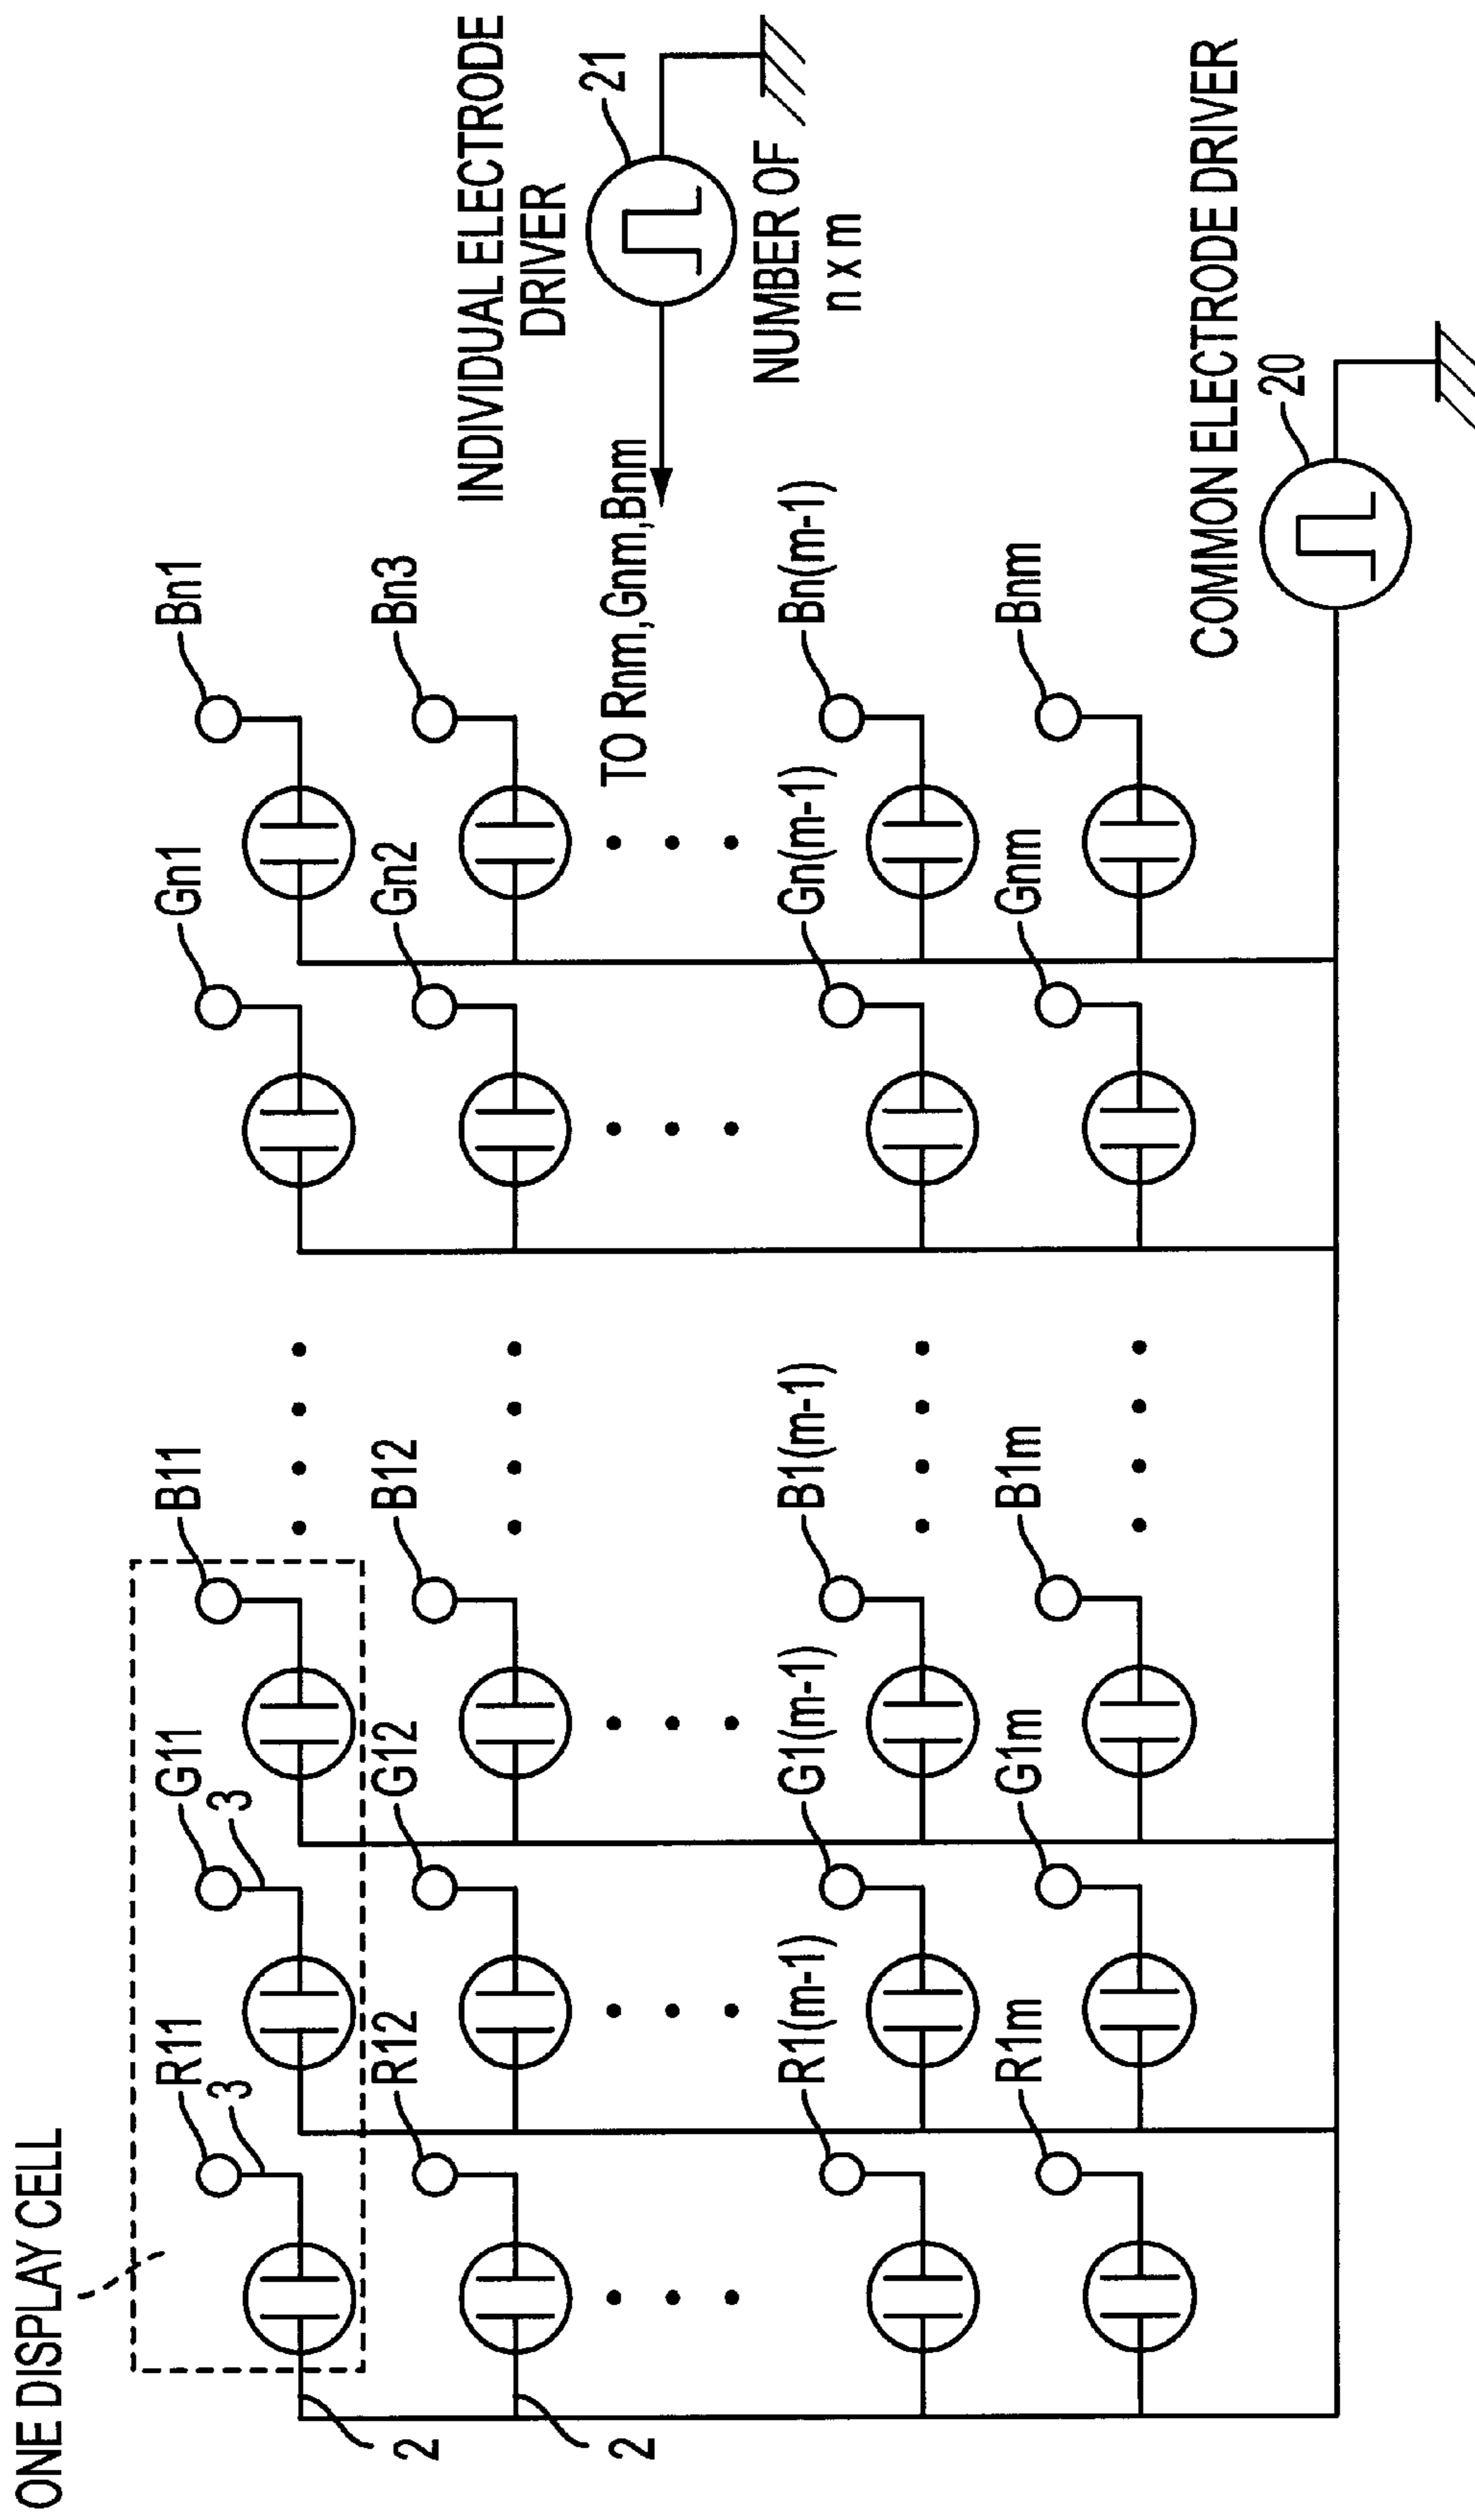 ONE DISPLAY CELL
R11
G11
B11
Gn1
Bn1
3
3
2
R12
G12
B12
Gn2
Bn3
2
INDIVIDUAL ELECTRODE
DRIVER
21
TO Rnm,Gnm,Bnm
NUMBER OF
n x m
R1(m-1)
G1(m-1)
B1(m-1)
Gn(m-1)
Bn(m-1)
R1m
G1m
B1m
Gnm
Bnm
COMMON ELECTRODE DRIVER
20